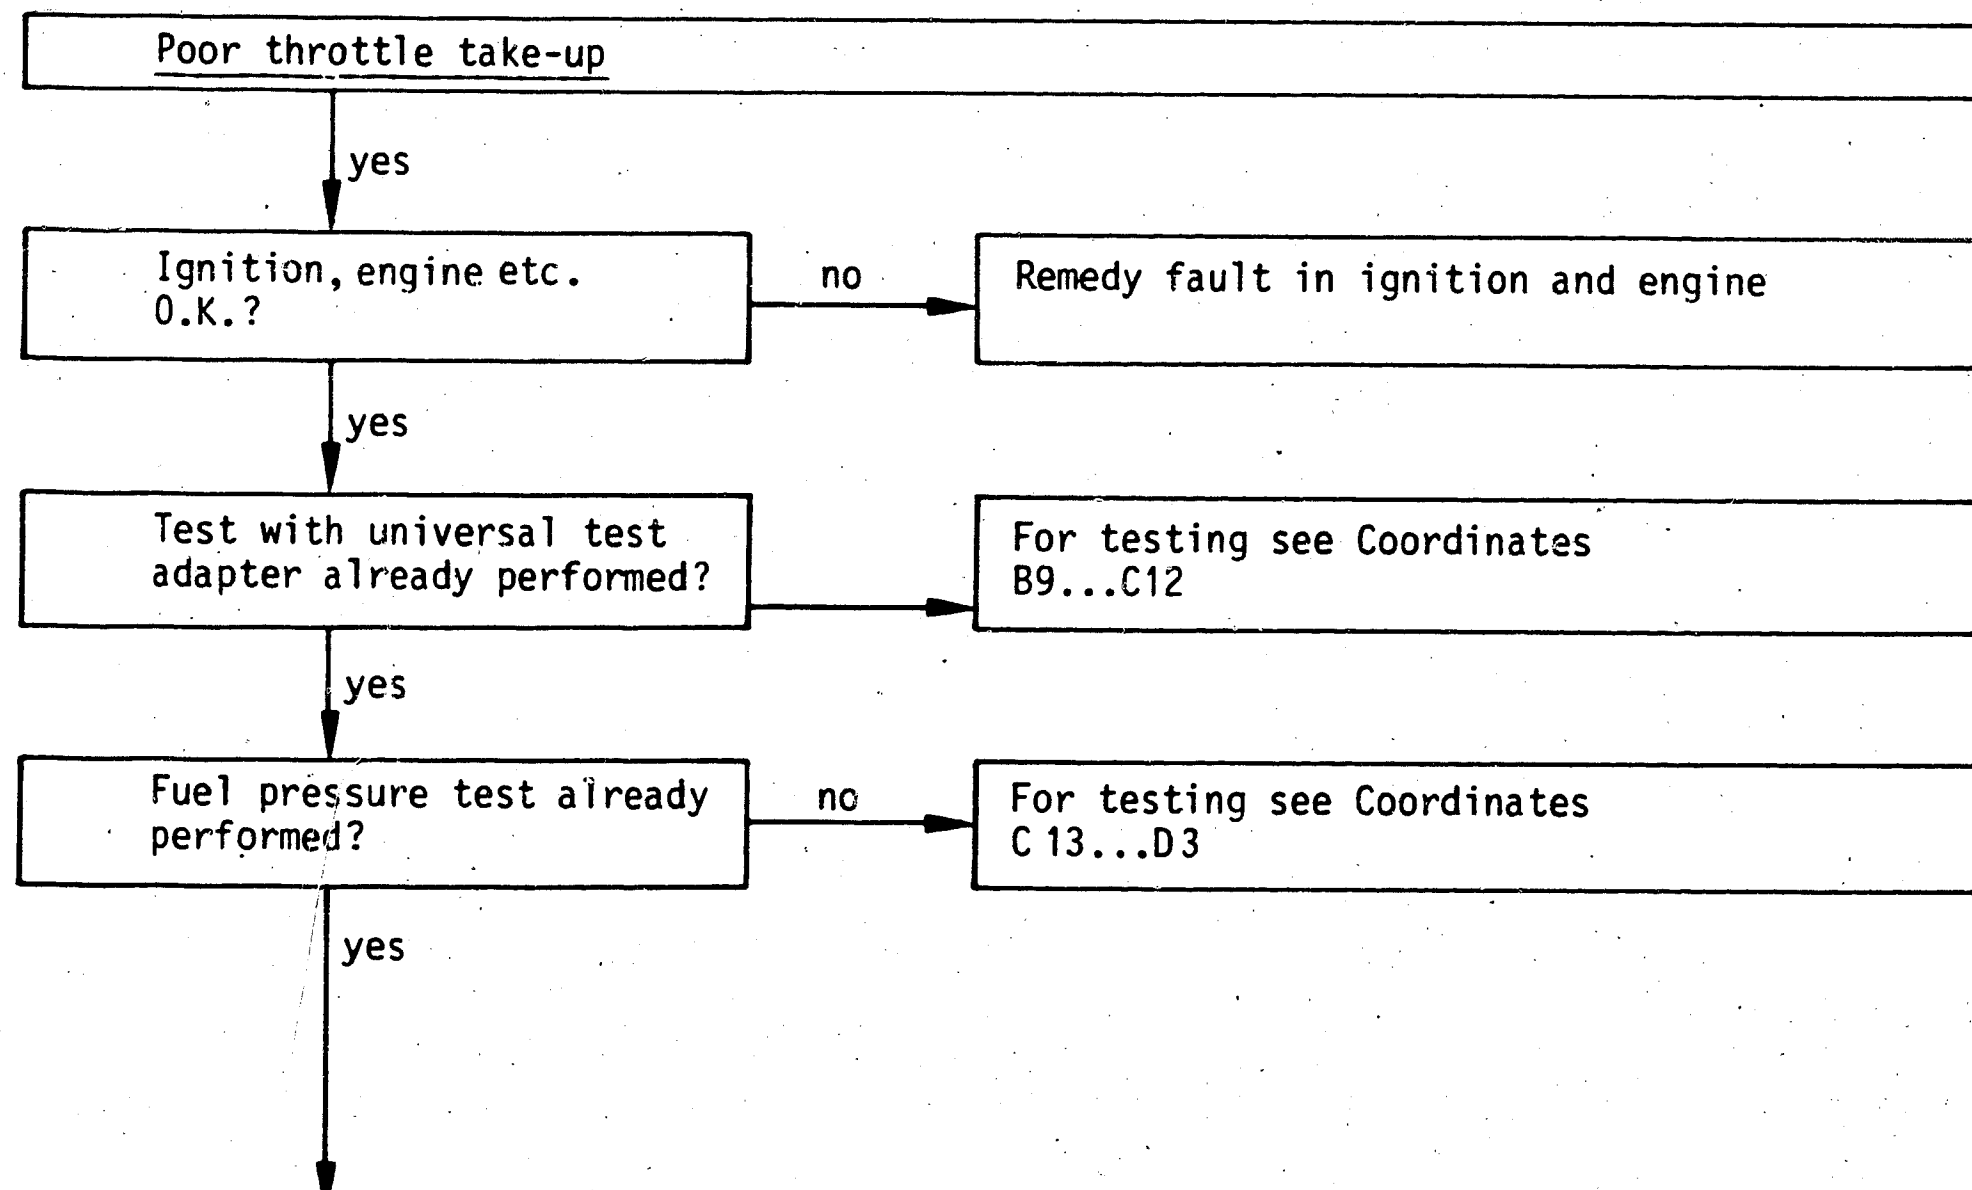 Poor throttle take-up
yes
Ignition, engine etc.
O.K.?
no
Remedy fault in ignition and engine
yes
Test with universal test
adapter already performed?
For testing see Coordinates
B9...C12
yes
Fuel pressure test already
performed?
no
For testing see Coordinates
C 13...D3
yes